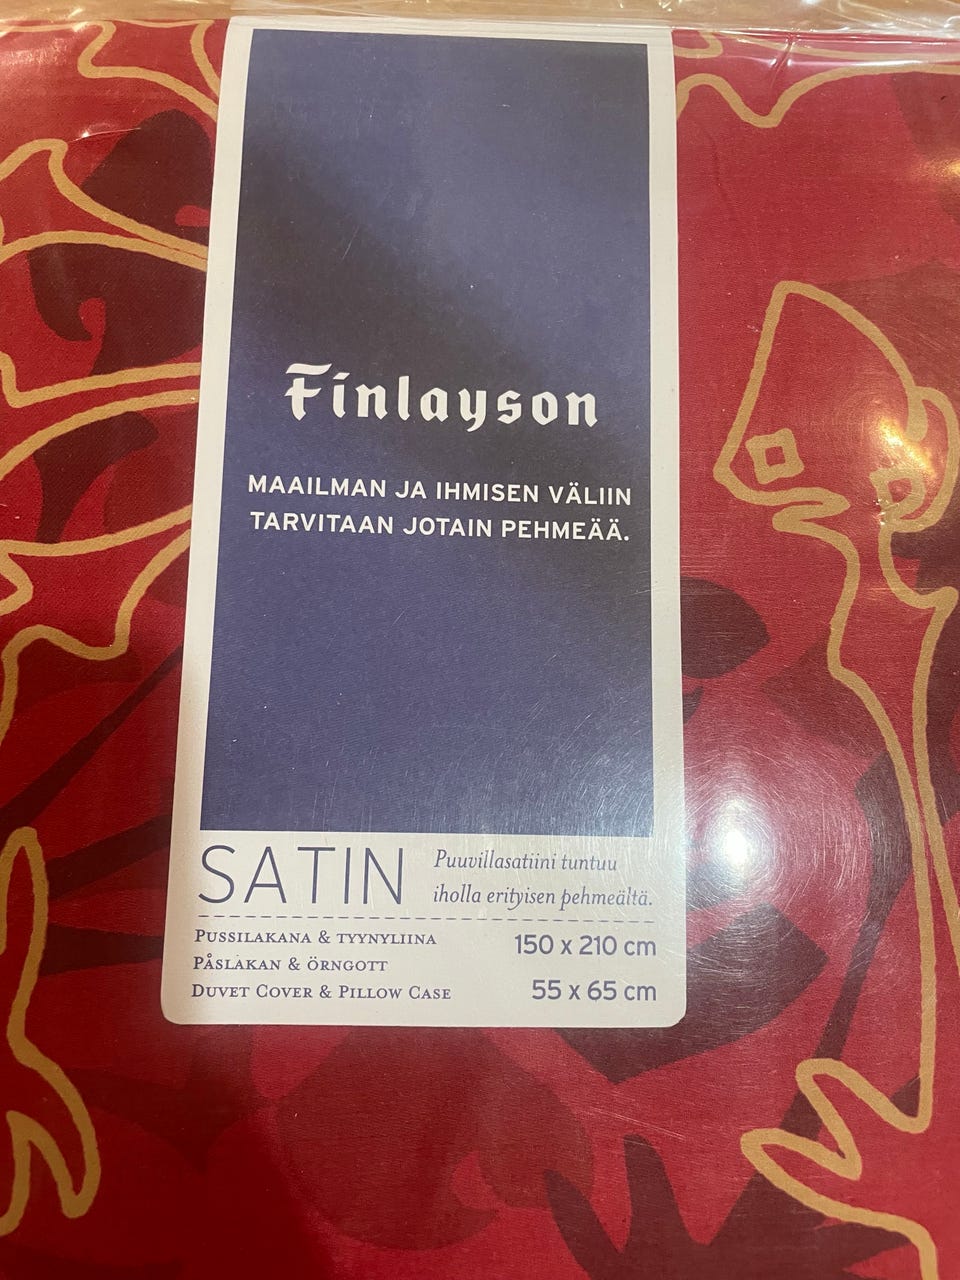 Finlayson
MAAILMAN JA IHMISEN VÄLIIN
TARVITAAN JOTAIN PEHMEÄÄ.
SATIN
Puuvillasatiini tuntuu
iholla erityisen pehmeältä.
PUSSILAKANA & TYYNYLIINA
150 x 210 cm
PÅSLAKAN & ÖRNGOTT
DUVET COVER & PILLOW CASE
55 x 65 cm